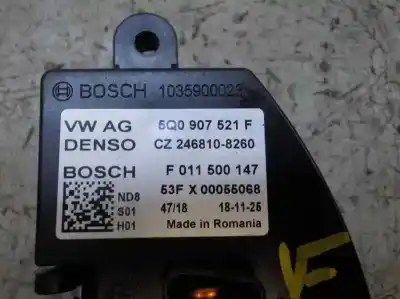 BOSCH 1035900023
VW AG 5Q0 907 521 F
DENSO CZ 246810-8260
BOSCH F 011 500 147
53F X 00055068
ND8
S01 47/18 18-11-25
H01 Made in Romania
VF